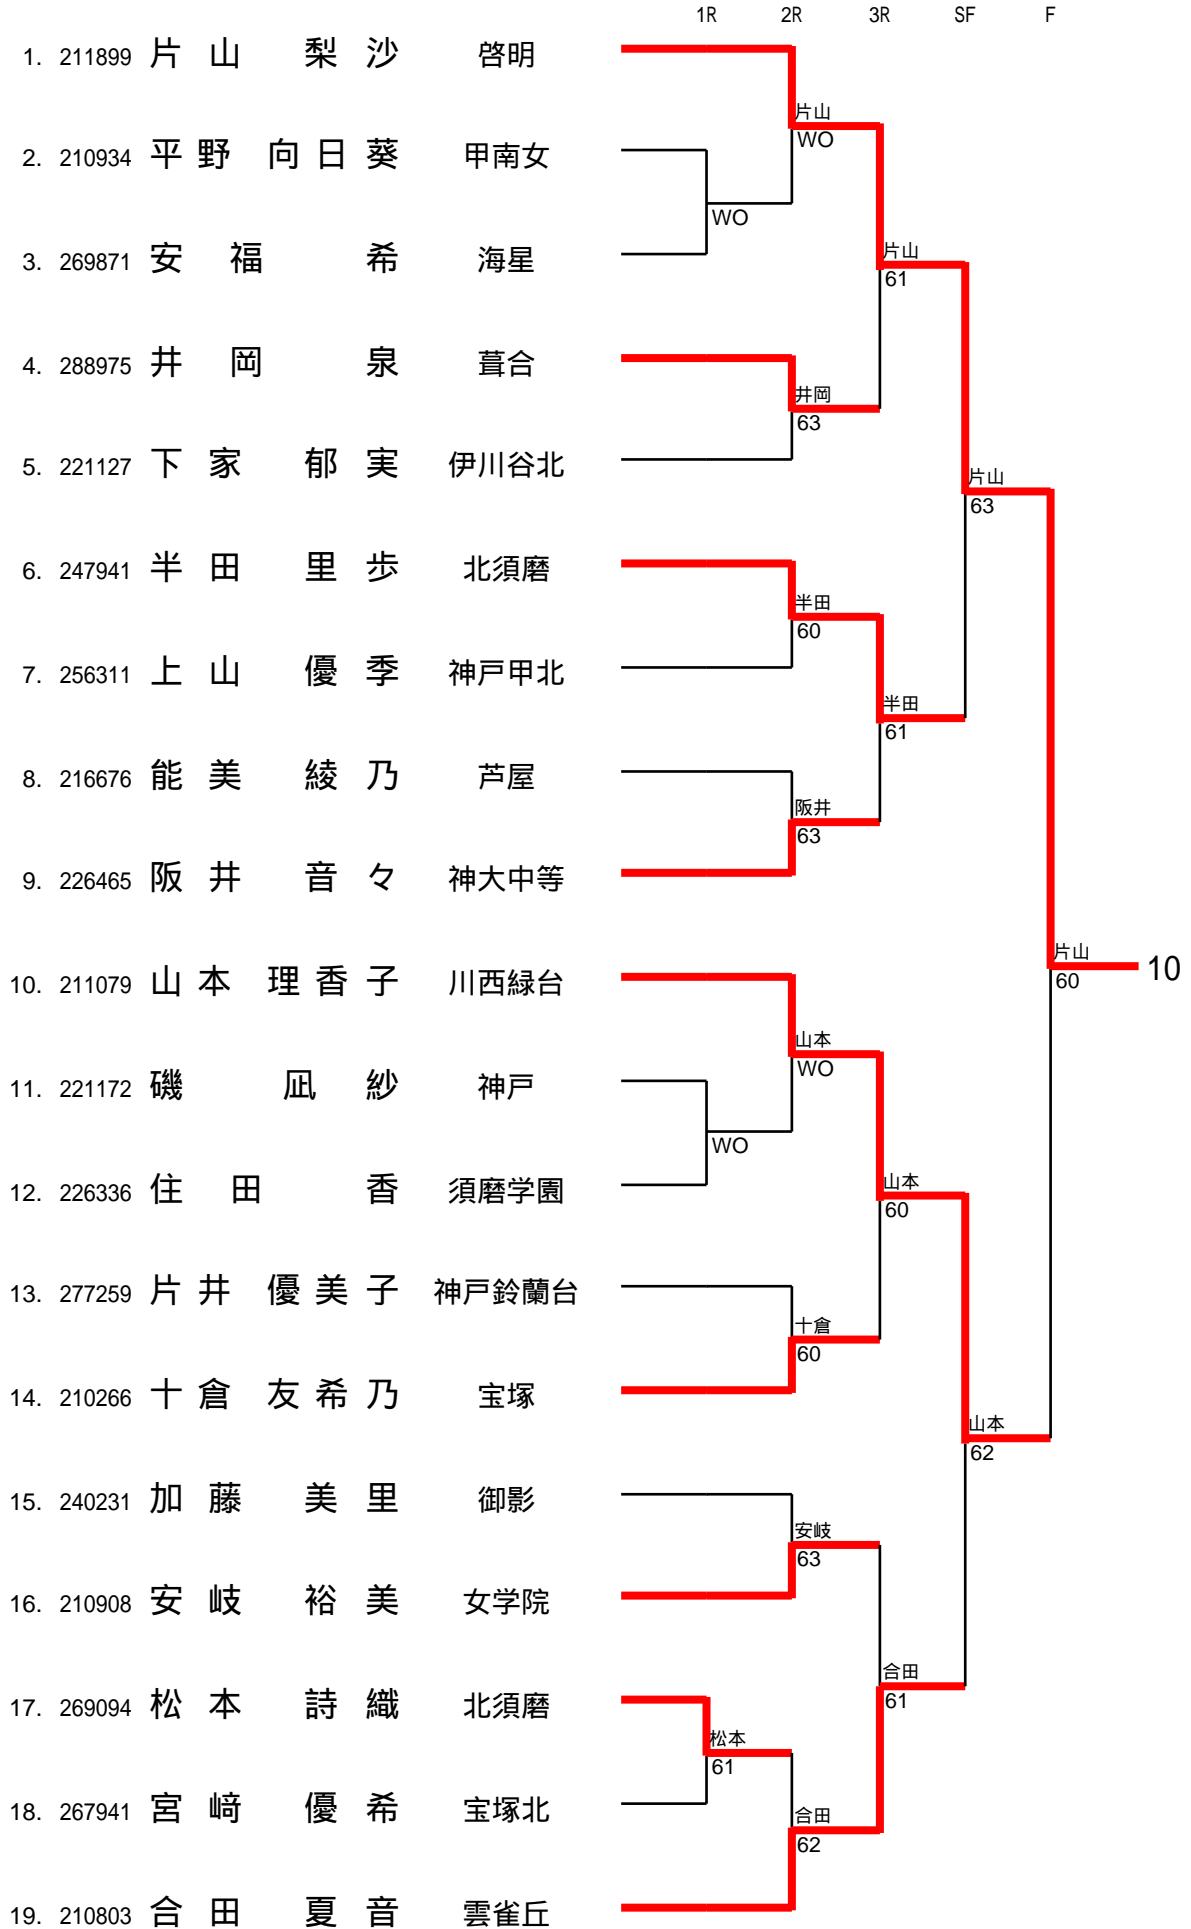 1R 2R 3R SF F
1. 211899 片山 梨沙 啓明
片山
WO
2. 210934 平野 向日葵 甲南女
WO
3. 269871 安福 希 海星
片山
61
4. 288975 井岡 泉 葺合
井岡
63
5. 221127 下家 郁実 伊川谷北
片山
63
6. 247941 半田 里歩 北須磨
半田
60
7. 256311 上山 優季 神戸甲北
半田
61
8. 216676 能美 綾乃 芦屋
阪井
63
9. 226465 阪井 音々 神大中等
片山
60
10
10. 211079 山本 理香子 川西緑台
山本
WO
11. 221172 磯 凪紗 神戸
WO
12. 226336 住田 香 須磨学園
山本
60
13. 277259 片井 優美子 神戸鈴蘭台
十倉
60
14. 210266 十倉 友希乃 宝塚
山本
62
15. 240231 加藤 美里 御影
安岐
63
16. 210908 安岐 裕美 女学院
合田
61
17. 269094 松本 詩織 北須磨
松本
61
18. 267941 宮﨑 優希 宝塚北
合田
62
19. 210803 合田 夏音 雲雀丘